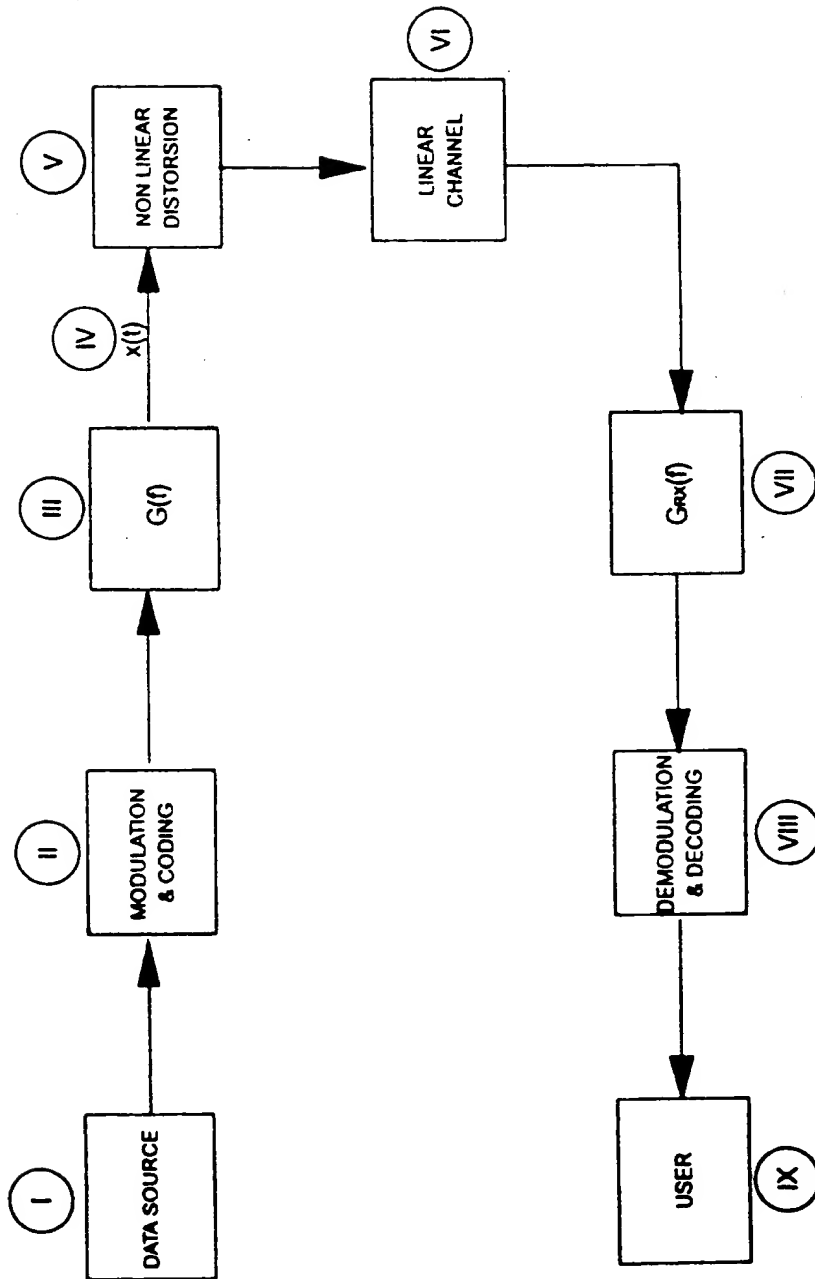 I
DATA SOURCE
II
MODULATION
& CODING
III
G(f)
IV
x(t)
V
NON LINEAR
DISTORSION
VI
LINEAR
CHANNEL
VII
GRX(f)
VIII
DEMODULATION
& DECODING
IX
USER